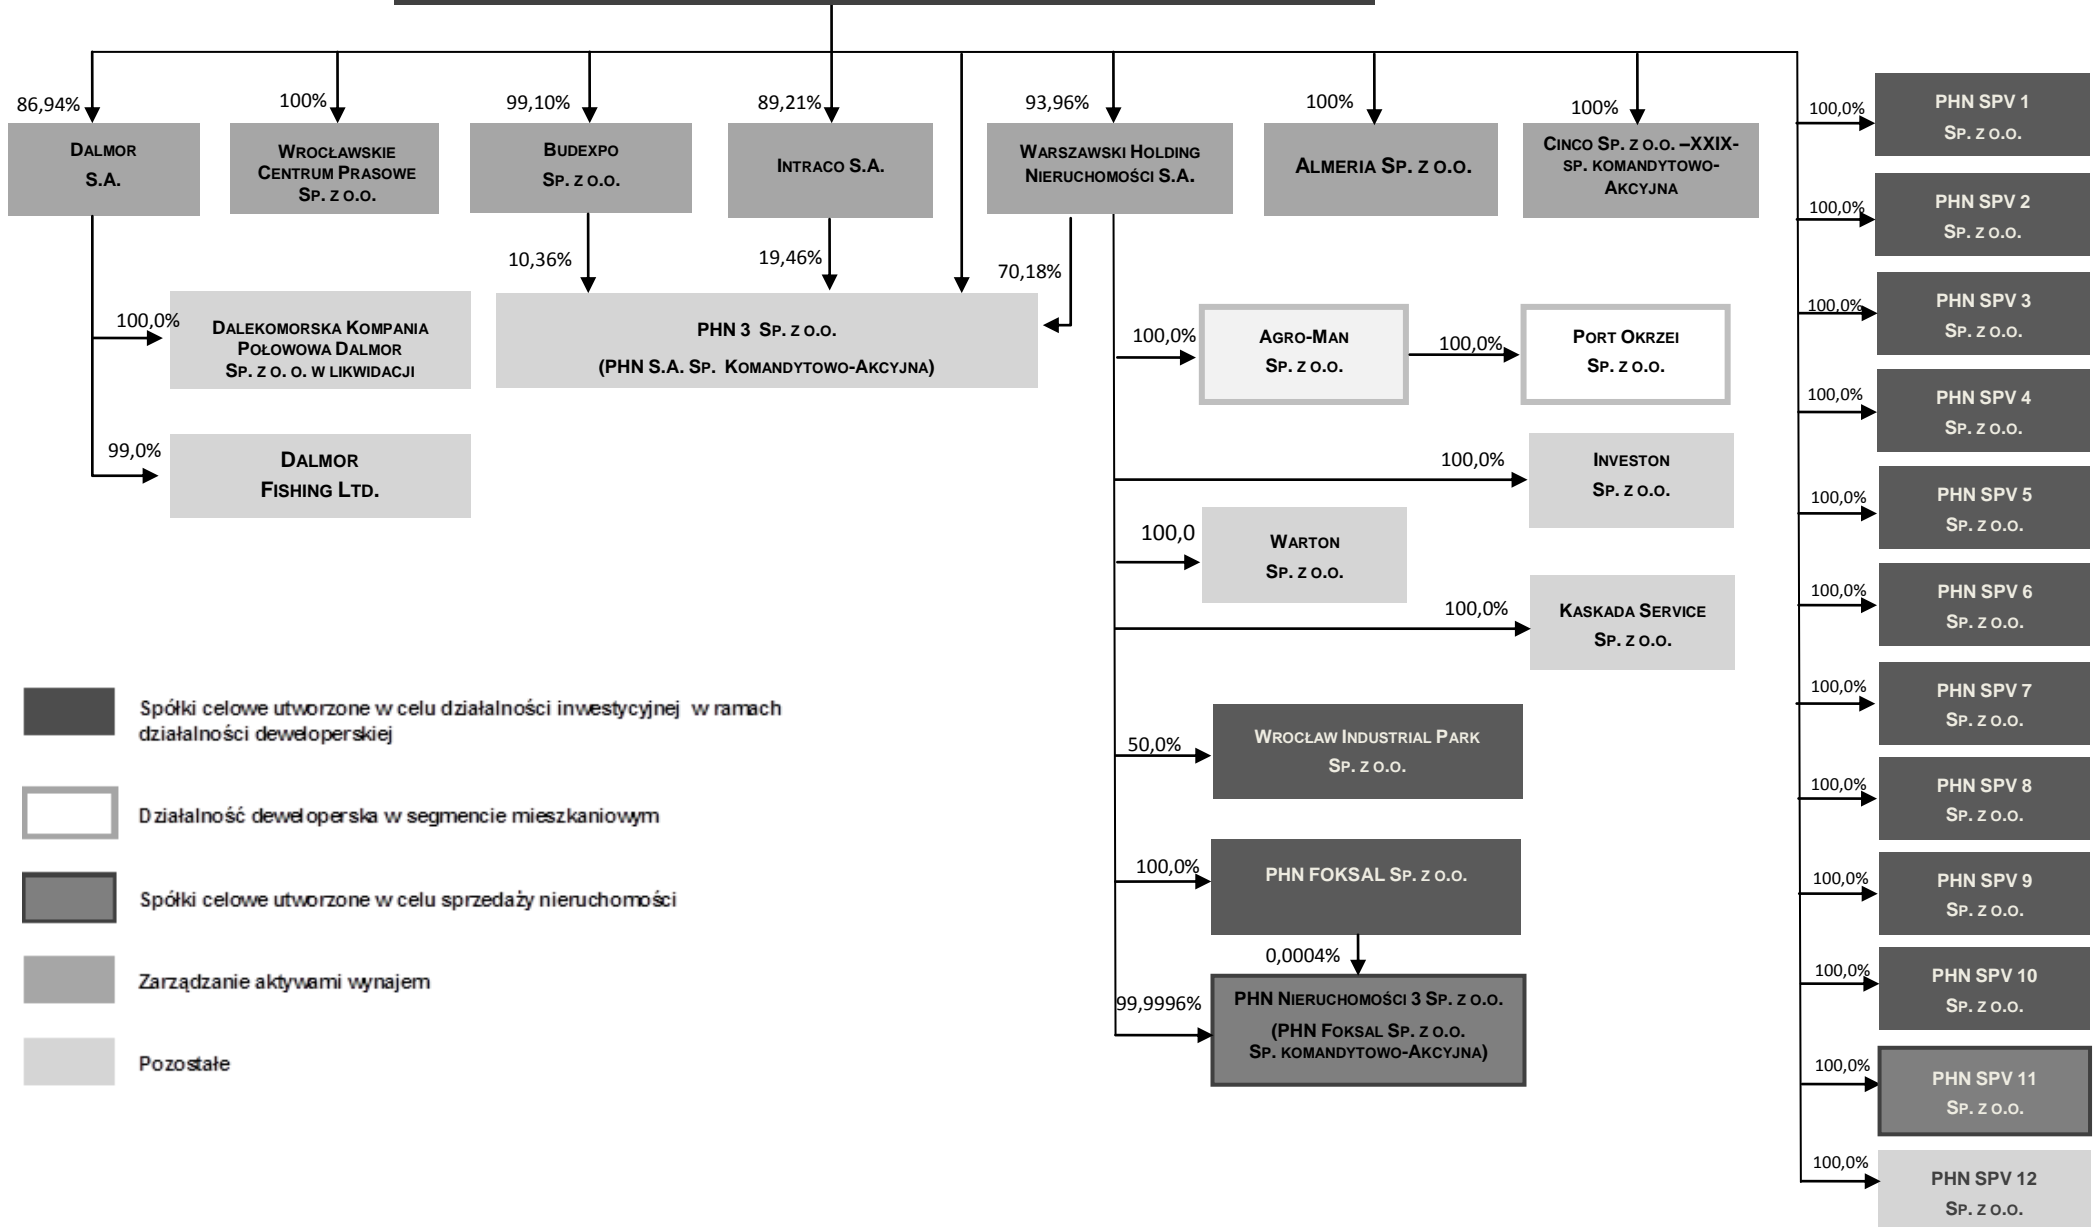 86,94%
100%
99,10%
89,21%
93,96%
100%
100%
DALMOR
S.A.
WROCŁAWSKIE
CENTRUM PRASOWE
SP. Z O.O.
BUDEXPO
SP. Z O.O.
INTRACO S.A.
WARSZAWSKI HOLDING
NIERUCHOMOŚCI S.A.
ALMERIA SP. Z O.O.
CINCO SP. Z O.O. –XXIX-
SP. KOMANDYTOWO-
AKCYJNA
10,36%
19,46%
70,18%
100,0%
DALEKOMORSKA KOMPANIA
POŁOWOWA DALMOR
SP. Z O. O. W LIKWIDACJI
PHN 3 SP. Z O.O.
(PHN S.A. SP. KOMANDYTOWO-AKCYJNA)
99,0%
DALMOR
FISHING LTD.
100,0%
AGRO-MAN
SP. Z O.O.
100,0%
PORT OKRZEI
SP. Z O.O.
100,0%
INVESTON
SP. Z O.O.
100,0
WARTON
SP. Z O.O.
100,0%
KASKADA SERVICE
SP. Z O.O.
50,0%
WROCŁAW INDUSTRIAL PARK
SP. Z O.O.
100,0%
PHN FOKSAL SP. Z O.O.
0,0004%
99,9996%
PHN NIERUCHOMOŚCI 3 SP. Z O.O.
(PHN FOKSAL SP. Z O.O.
SP. KOMANDYTOWO-AKCYJNA)
100,0%
PHN SPV 1
SP. Z O.O.
100,0%
PHN SPV 2
SP. Z O.O.
100,0%
PHN SPV 3
SP. Z O.O.
100,0%
PHN SPV 4
SP. Z O.O.
100,0%
PHN SPV 5
SP. Z O.O.
100,0%
PHN SPV 6
SP. Z O.O.
100,0%
PHN SPV 7
SP. Z O.O.
100,0%
PHN SPV 8
SP. Z O.O.
100,0%
PHN SPV 9
SP. Z O.O.
100,0%
PHN SPV 10
SP. Z O.O.
100,0%
PHN SPV 11
SP. Z O.O.
100,0%
PHN SPV 12
SP. Z O.O.
Spółki celowe utworzone w celu działalności inwestycyjnej w ramach
działalności deweloperskiej
Działalność deweloperska w segmencie mieszkaniowym
Spółki celowe utworzone w celu sprzedaży nieruchomości
Zarządzanie aktywami wynajem
Pozostałe